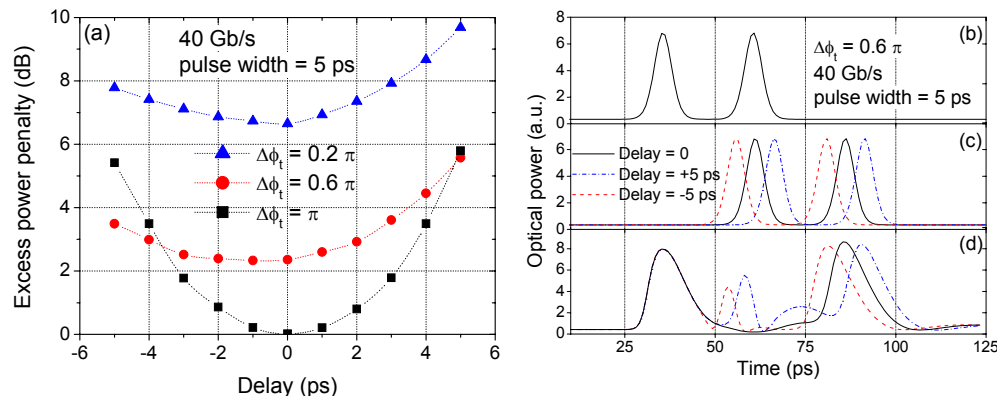 (a)
40 Gb/s
pulse width = 5 ps
Δϕt = 0.2 π
Δϕt = 0.6 π
Δϕt = π
Excess power penalty (dB)
10
8
6
4
2
0
-6 -4 -2 0 2 4 6
Delay (ps)
(b)
Δϕt = 0.6 π
40 Gb/s
pulse width = 5 ps
8
6
4
2
0
(c)
Delay = 0
Delay = +5 ps
Delay = -5 ps
6
4
2
0
(d)
8
6
4
2
0
Optical power (a.u.)
25 50 75 100 125
Time (ps)